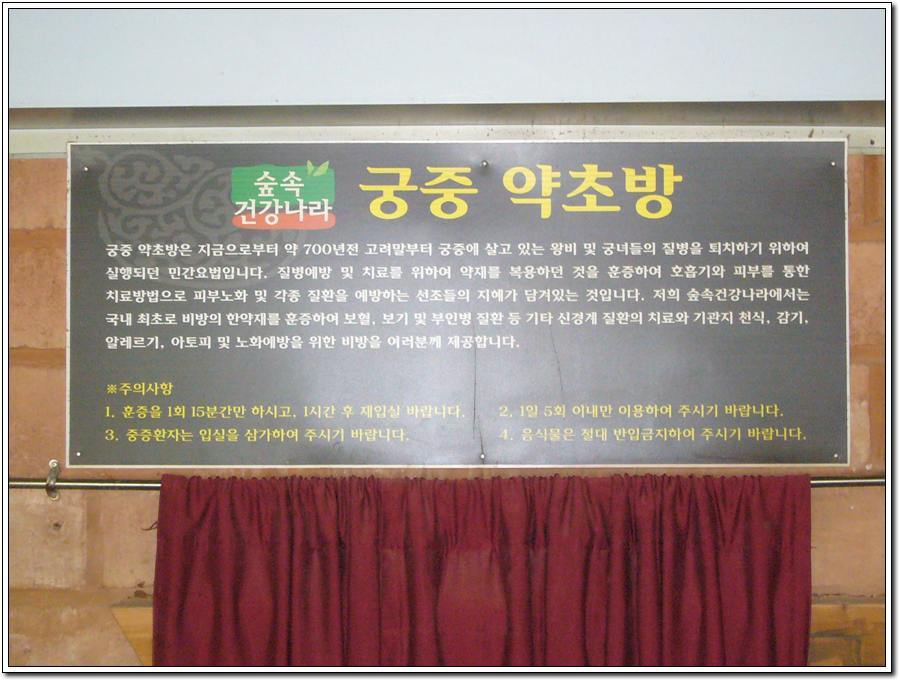 숲속
건강나라
궁중 약초방
궁중 약초방은 지금으로부터 약 700년전 고려말부터 궁중에 살고 있는 왕비 및 궁녀들의 질병을 퇴치하기 위하여
실행되던 민간요법입니다. 질병예방 및 치료를 위하여 약재를 복용하던 것을 훈증하여 호흡기와 피부를 통한
치료방법으로 피부노화 및 각종 질환을 예방하는 선조들의 지혜가 담겨있는 것입니다. 저희 숲속건강나라에서는
국내 최초로 비방의 한약재를 훈증하여 보혈, 보기 및 부인병 질환 등 기타 신경계 질환의 치료와 기관지 천식, 감기,
알레르기, 아토피 및 노화예방을 위한 비방을 여러분께 제공합니다.
※주의사항
1. 훈증을 1회 15분간만 하시고, 1시간 후 재입실 바랍니다. 2. 1일 5회 이내만 이용하여 주시기 바랍니다.
3. 중증환자는 입실을 삼가하여 주시기 바랍니다. 4. 음식물은 절대 반입금지하여 주시기 바랍니다.